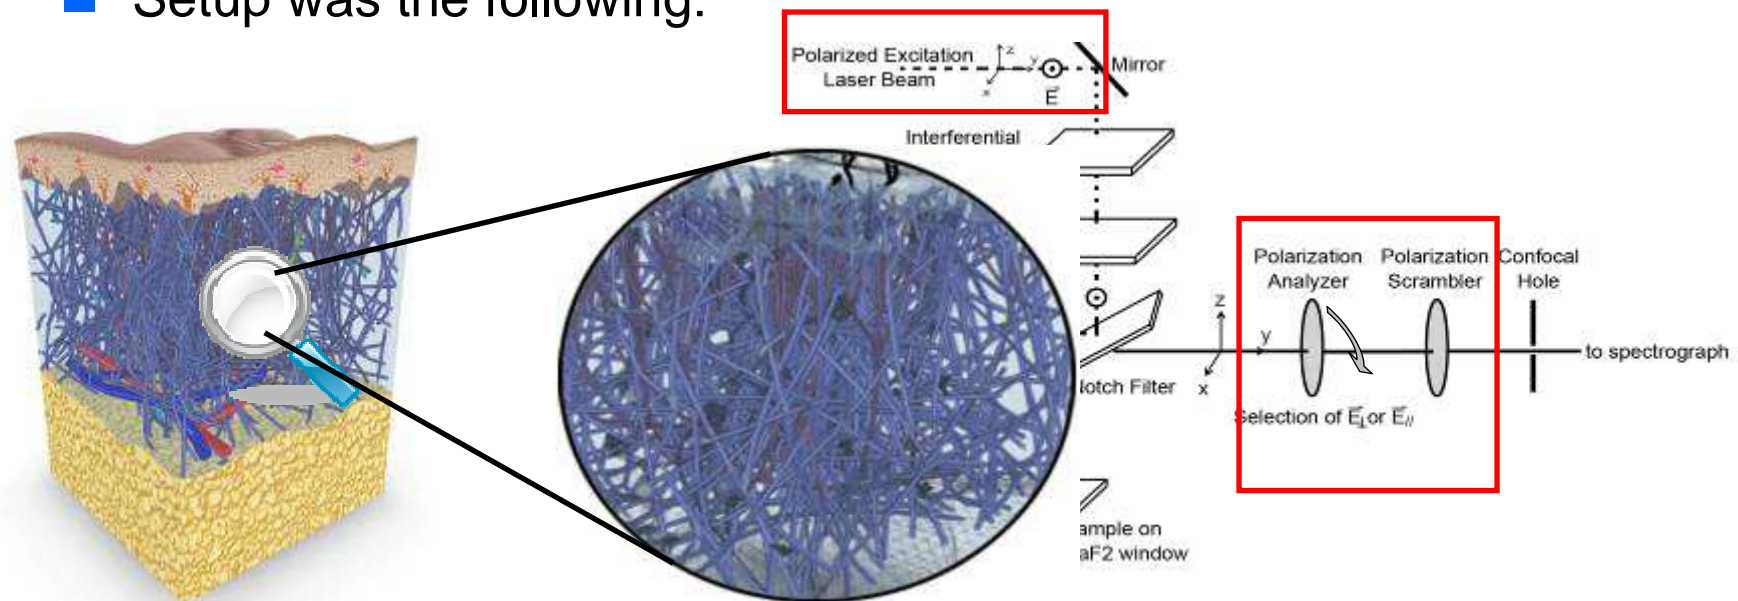 Setup was the following:
Polarized Excitation
Laser Beam
z
y
x
E
Mirror
Interferential
Polarization
Analyzer
Polarization
Scrambler
Confocal
Hole
z
y
x
to spectrograph
Notch Filter
Selection of E⊥ or E//
ample on
aF2 window